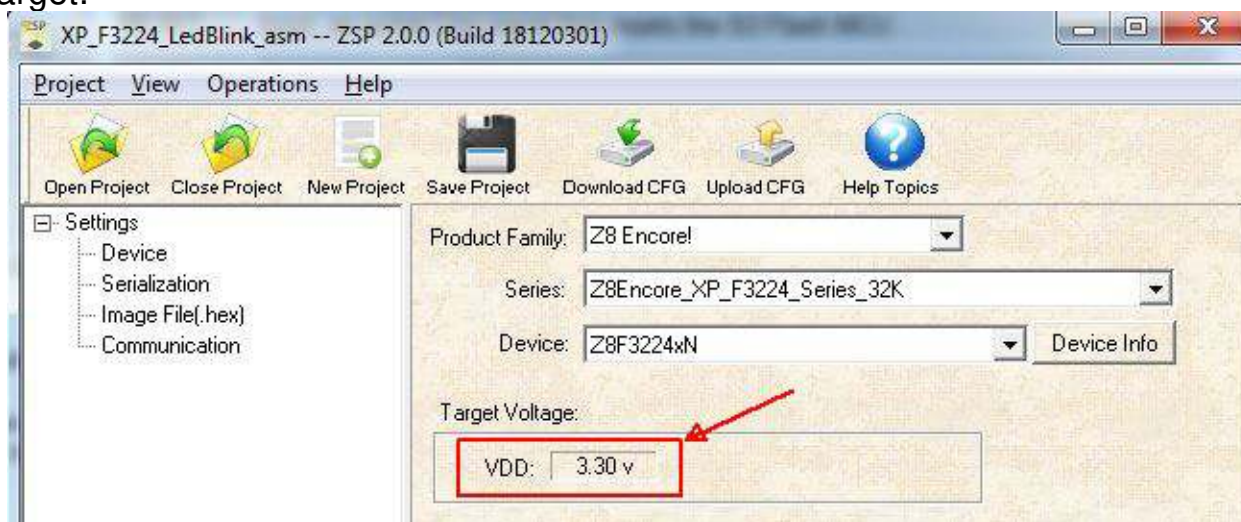 arget:
XP_F3224_LedBlink_asm -- ZSP 2.0.0 (Build 18120301)
Project View Operations Help
Open Project Close Project New Project Save Project Download CFG Upload CFG Help Topics
Settings
Device
Serialization
Image File(.hex)
Communication
Product Family: Z8 Encore!
Series: Z8Encore_XP_F3224_Series_32K
Device: Z8F3224xN Device Info
Target Voltage:
VDD: 3.30 v